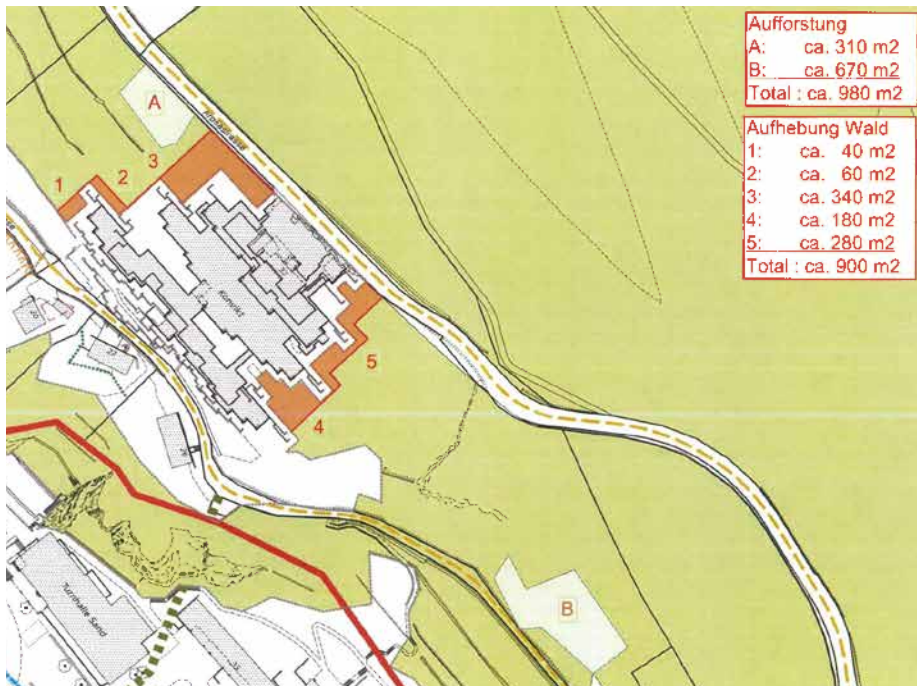 Aufforstung
A: ca. 310 m2
B: ca. 670 m2
Total : ca. 980 m2
Aufhebung Wald
1: ca. 40 m2
2: ca. 60 m2
3: ca. 340 m2
4: ca. 180 m2
5: ca. 280 m2
Total : ca. 900 m2
A
3
2
1
5
4
B
Turnhalle Sand